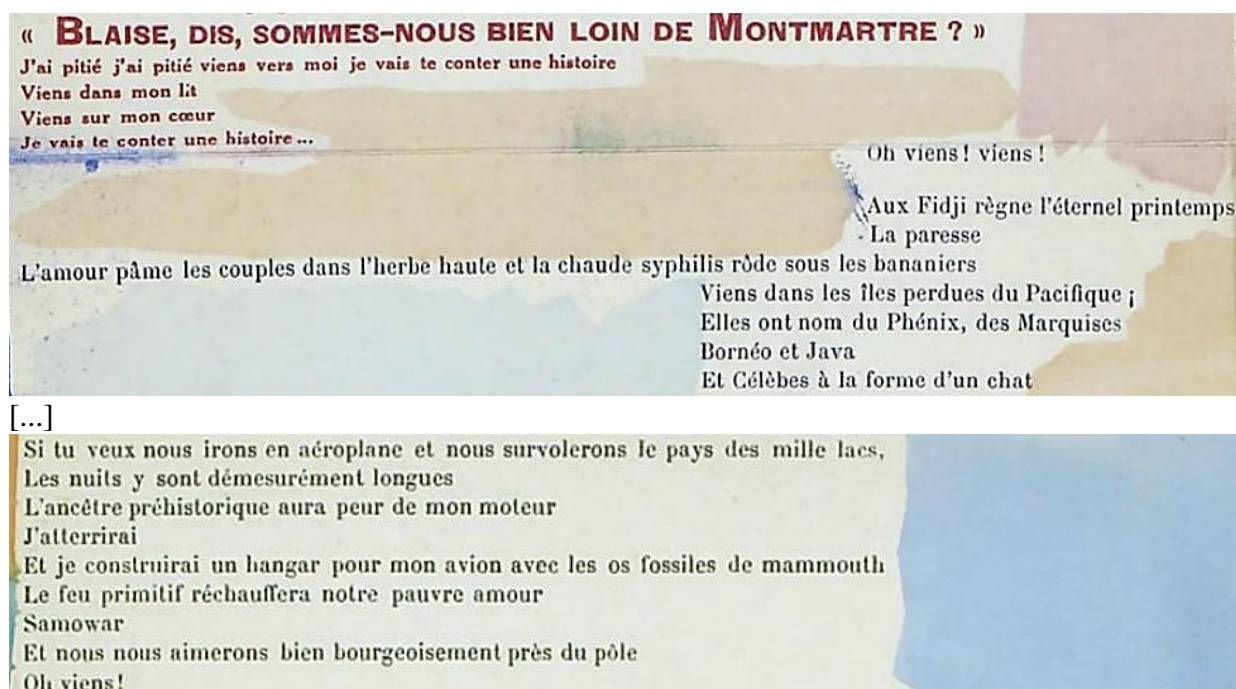 « BLAISE, DIS, SOMMES-NOUS BIEN LOIN DE MONTMARTRE ? »
J'ai pitié j'ai pitié viens vers moi je vais te conter une histoire
Viens dans mon lit
Viens sur mon cœur
Je vais te conter une histoire...
Oh viens! viens!
Aux Fidji règne l'éternel printemps
La paresse
L'amour pâme les couples dans l'herbe haute et la chaude syphilis rôde sous les bananiers
Viens dans les îles perdues du Pacifique ¡
Elles ont nom du Phénix, des Marquises
Bornéo et Java
Et Célèbes à la forme d'un chat
[...]
Si tu veux nous irons en aéroplane et nous survolerons le pays des mille lacs,
Les nuits y sont démesurément longues
L'ancêtre préhistorique aura peur de mon moteur
J'atterrirai
Et je construirai un hangar pour mon avion avec les os fossiles de mammouth
Le feu primitif réchauffera notre pauvre amour
Samowar
Et nous nous aimerons bien bourgeoisement près du pôle
Oh viens!